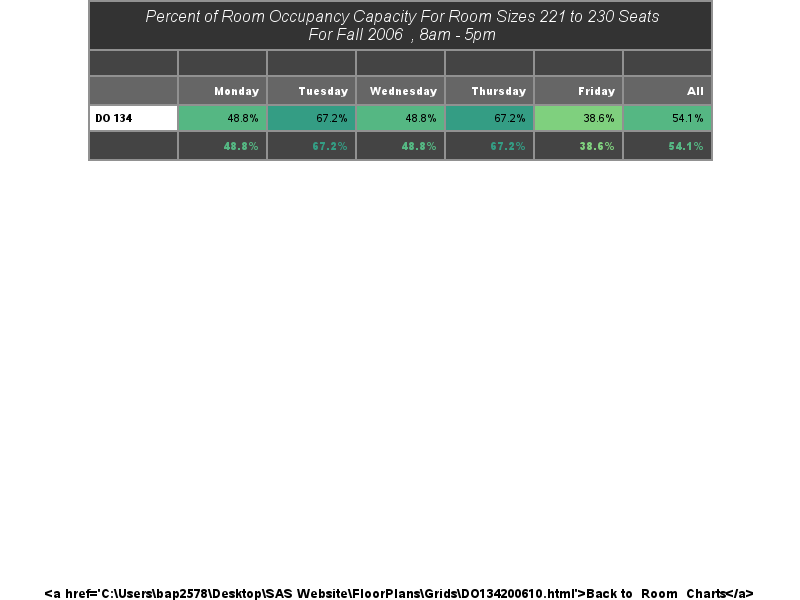 Percent of Room Occupancy Capacity For Room Sizes 221 to 230 Seats
For Fall 2006 , 8am - 5pm
Monday Tuesday Wednesday Thursday Friday All
DO 134 48.8% 67.2% 48.8% 67.2% 38.6% 54.1%
48.8% 67.2% 48.8% 67.2% 38.6% 54.1%
<a href='C:\Users\bap2578\Desktop\SAS Website\FloorPlans\Grids\DO134200610.html'>Back to Room Charts</a>